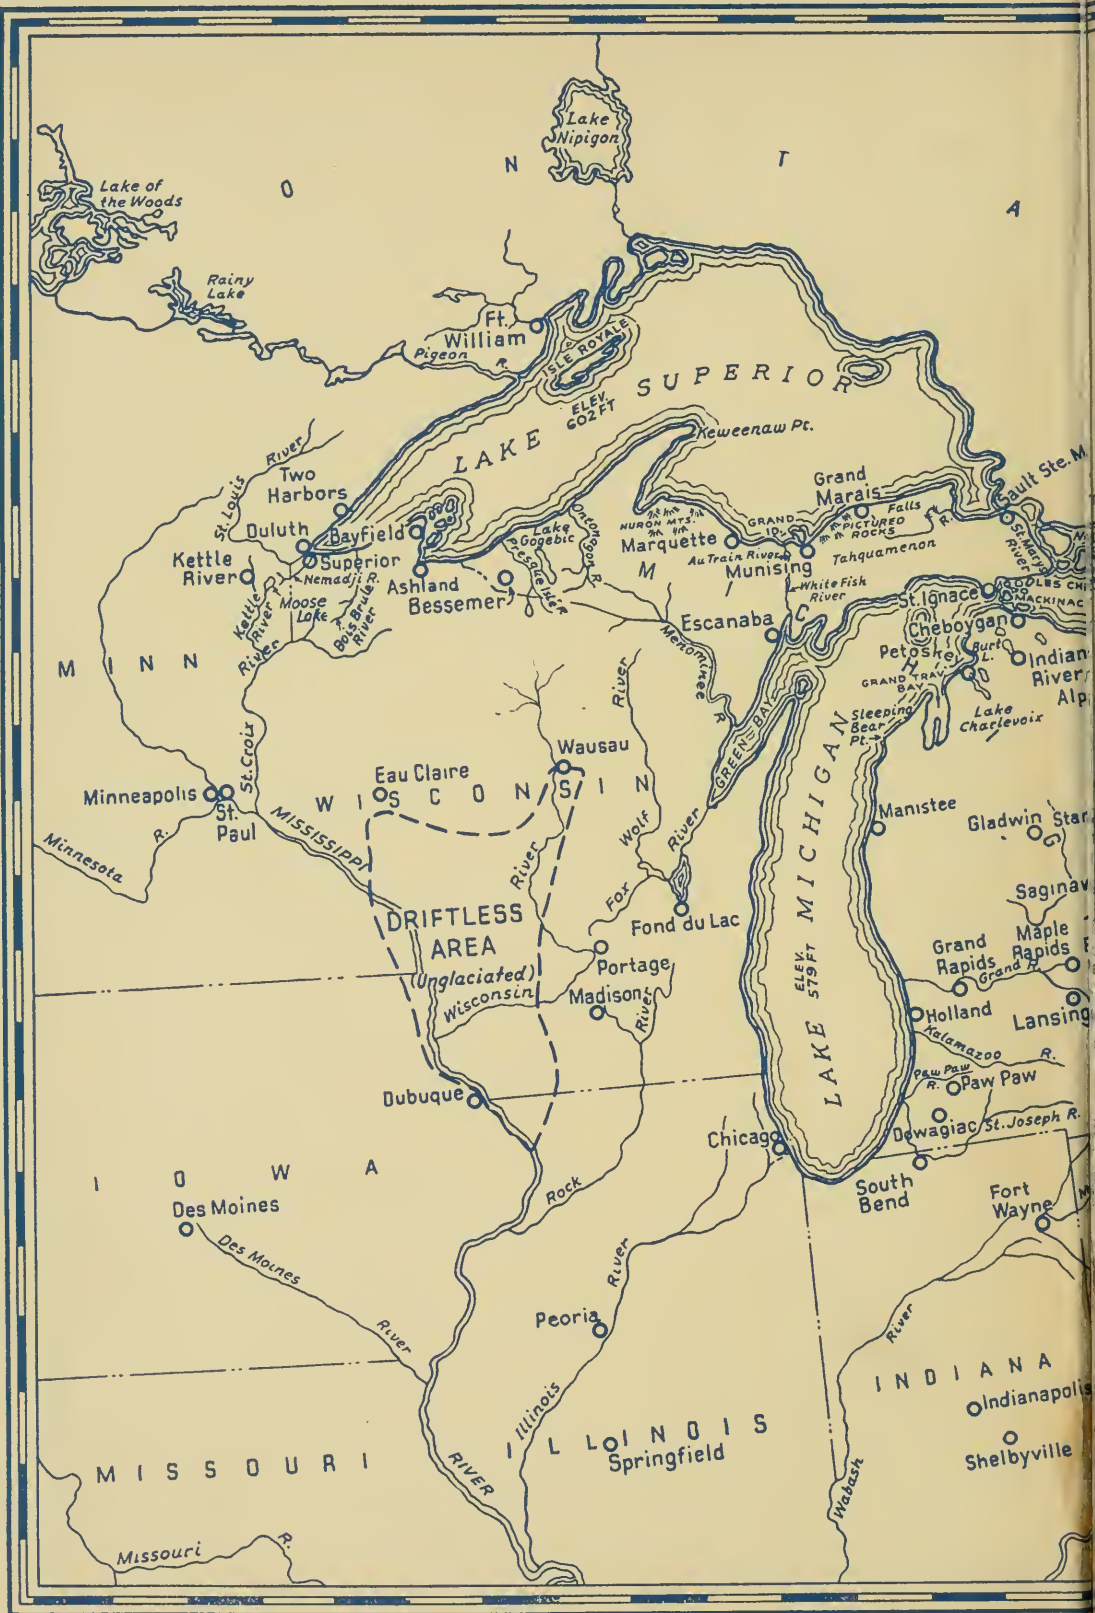 Lake
Nipigon
O N T A
Lake of
the Woods
Rainy
Lake
Ft.
William
Pigeon R.
ISLE ROYALE
LAKE SUPERIOR
ELEV.
602 FT
Keweenaw Pt.
St. Louis River
Two
Harbors
Duluth
Bayfield
Superior
Kettle
River
Nemadji R.
Moose
Lake
Kettle
River
Bois Brule
River
Ashland
Bessemer
Lake
Gogebic
Presque Isle R.
Ontonagon R.
HURON MTS.
Marquette
GRAND
ID.
Grand
Marais
PICTURED
ROCKS
Falls
Tahquamenon
R.
Au Train River
Munising
White Fish
River
Sault Ste. M
St. Marys
River
M I C H
Escanaba
St. Ignace
MACKINAC
Cheboygan
Petoske
Burt
L.
Indian
River
Alp
GRAND TRAV.
BAY
Lake
Charlevoix
Sleeping
Bear
Pt.
Menominee R.
GREEN BAY
M I N N
St. Croix River
Minneapolis
St.
Paul
Minnesota R.
MISSISSIPPI
Eau Claire
Wausau
W I S C O N S I N
Wolf River
Fox River
Fond du Lac
DRIFTLESS
AREA
(Unglaciated)
Wisconsin River
Portage
Madison
Dubuque
Rock River
LAKE MICHIGAN
ELEV.
579 FT
Manistee
Gladwin
Star
Saginaw
Maple
Rapids
Grand
Rapids
Grand R.
Holland
Lansing
Kalamazoo R.
Paw Paw
R.
Paw Paw
Dowagiac
St. Joseph R.
Chicago
South
Bend
Fort
Wayne
M
I O W A
Des Moines
Des Moines River
Peoria
Illinois River
I L L I N O I S
Springfield
I N D I A N A
Indianapolis
Shelbyville
Wabash River
M I S S O U R I
RIVER
Missouri R.